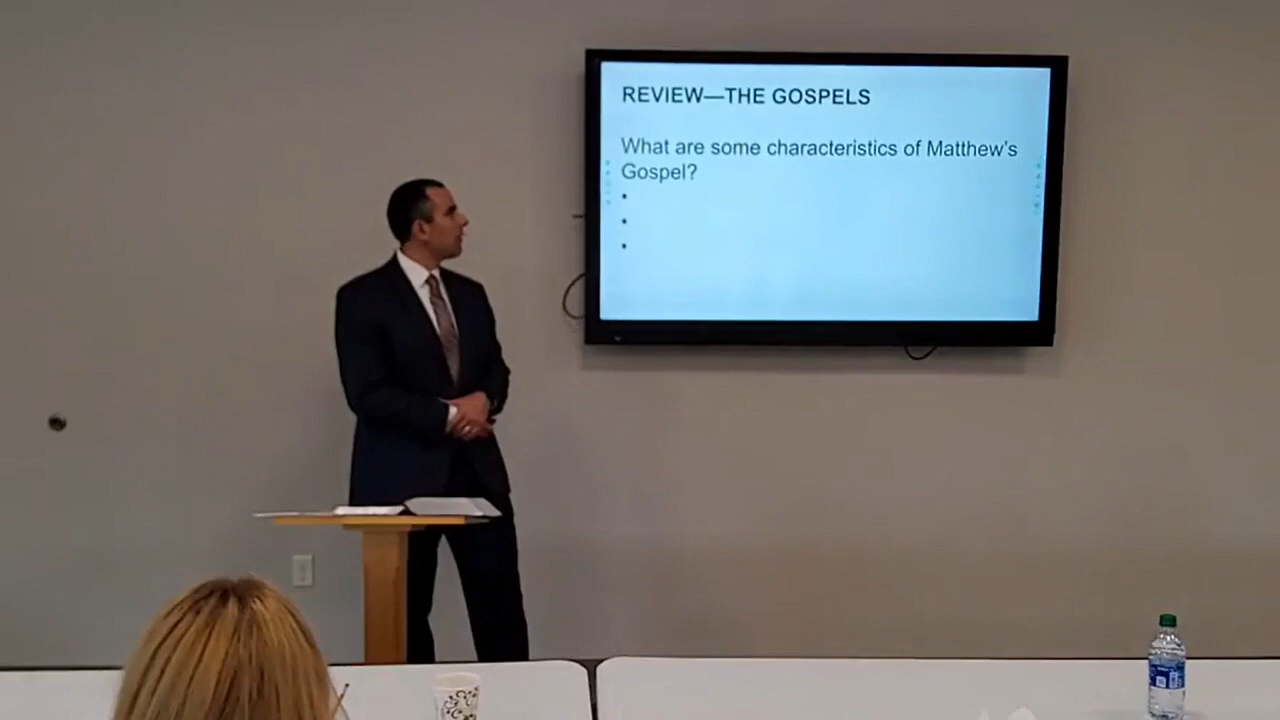 REVIEW—THE GOSPELS
What are some characteristics of Matthew's
Gospel?